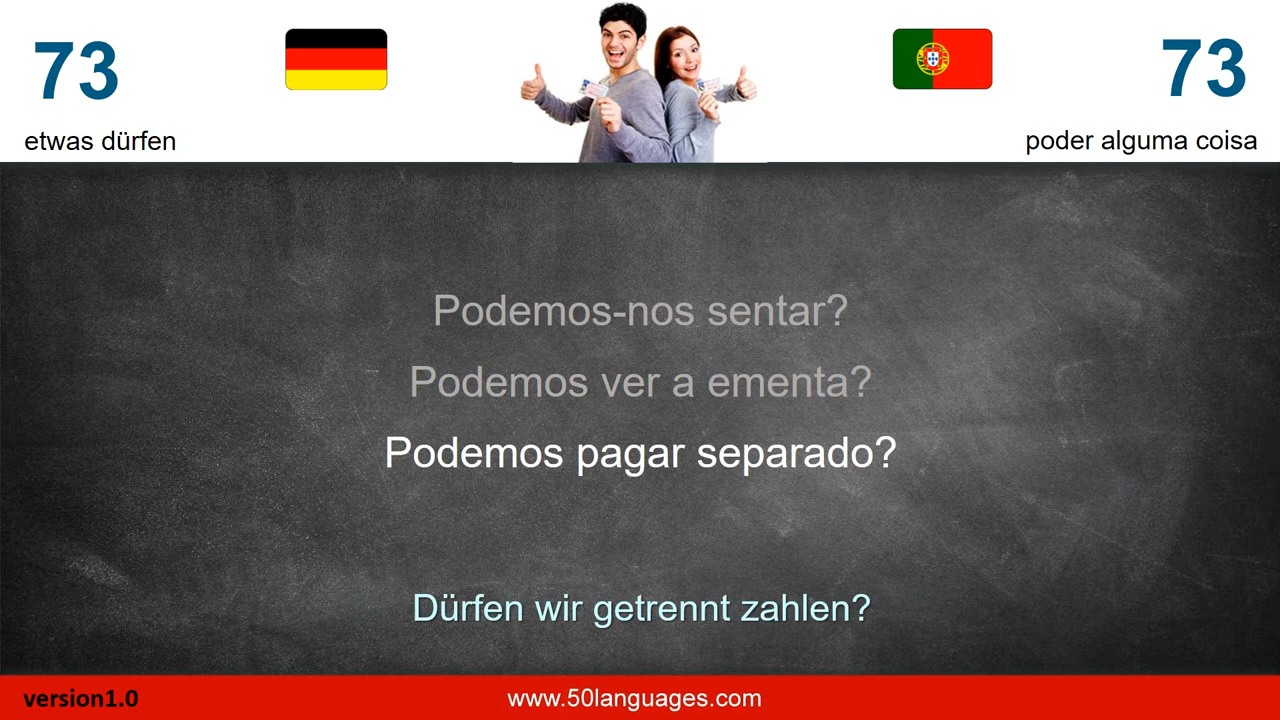 73
73
etwas dürfen
poder alguma coisa
Podemos-nos sentar?
Podemos ver a ementa?
Podemos pagar separado?
Dürfen wir getrennt zahlen?
version1.0
www.50languages.com